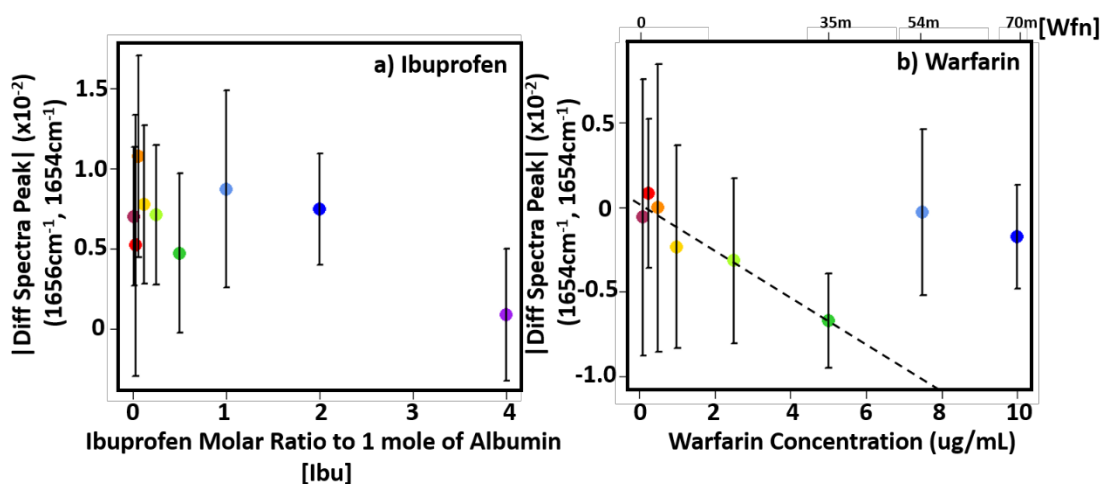 a) Ibuprofen
|Diff Spectra Peak| (x10⁻²)
(1656cm⁻¹, 1654cm⁻¹)
1.5
1.0
0.5
0
0 1 2 3 4
Ibuprofen Molar Ratio to 1 mole of Albumin
[Ibu]
0 35m 54m 70m [Wfn]
b) Warfarin
|Diff Spectra Peak| (x10⁻²)
(1654cm⁻¹, 1654cm⁻¹)
0.5
0
-0.5
-1.0
0 2 4 6 8 10
Warfarin Concentration (ug/mL)